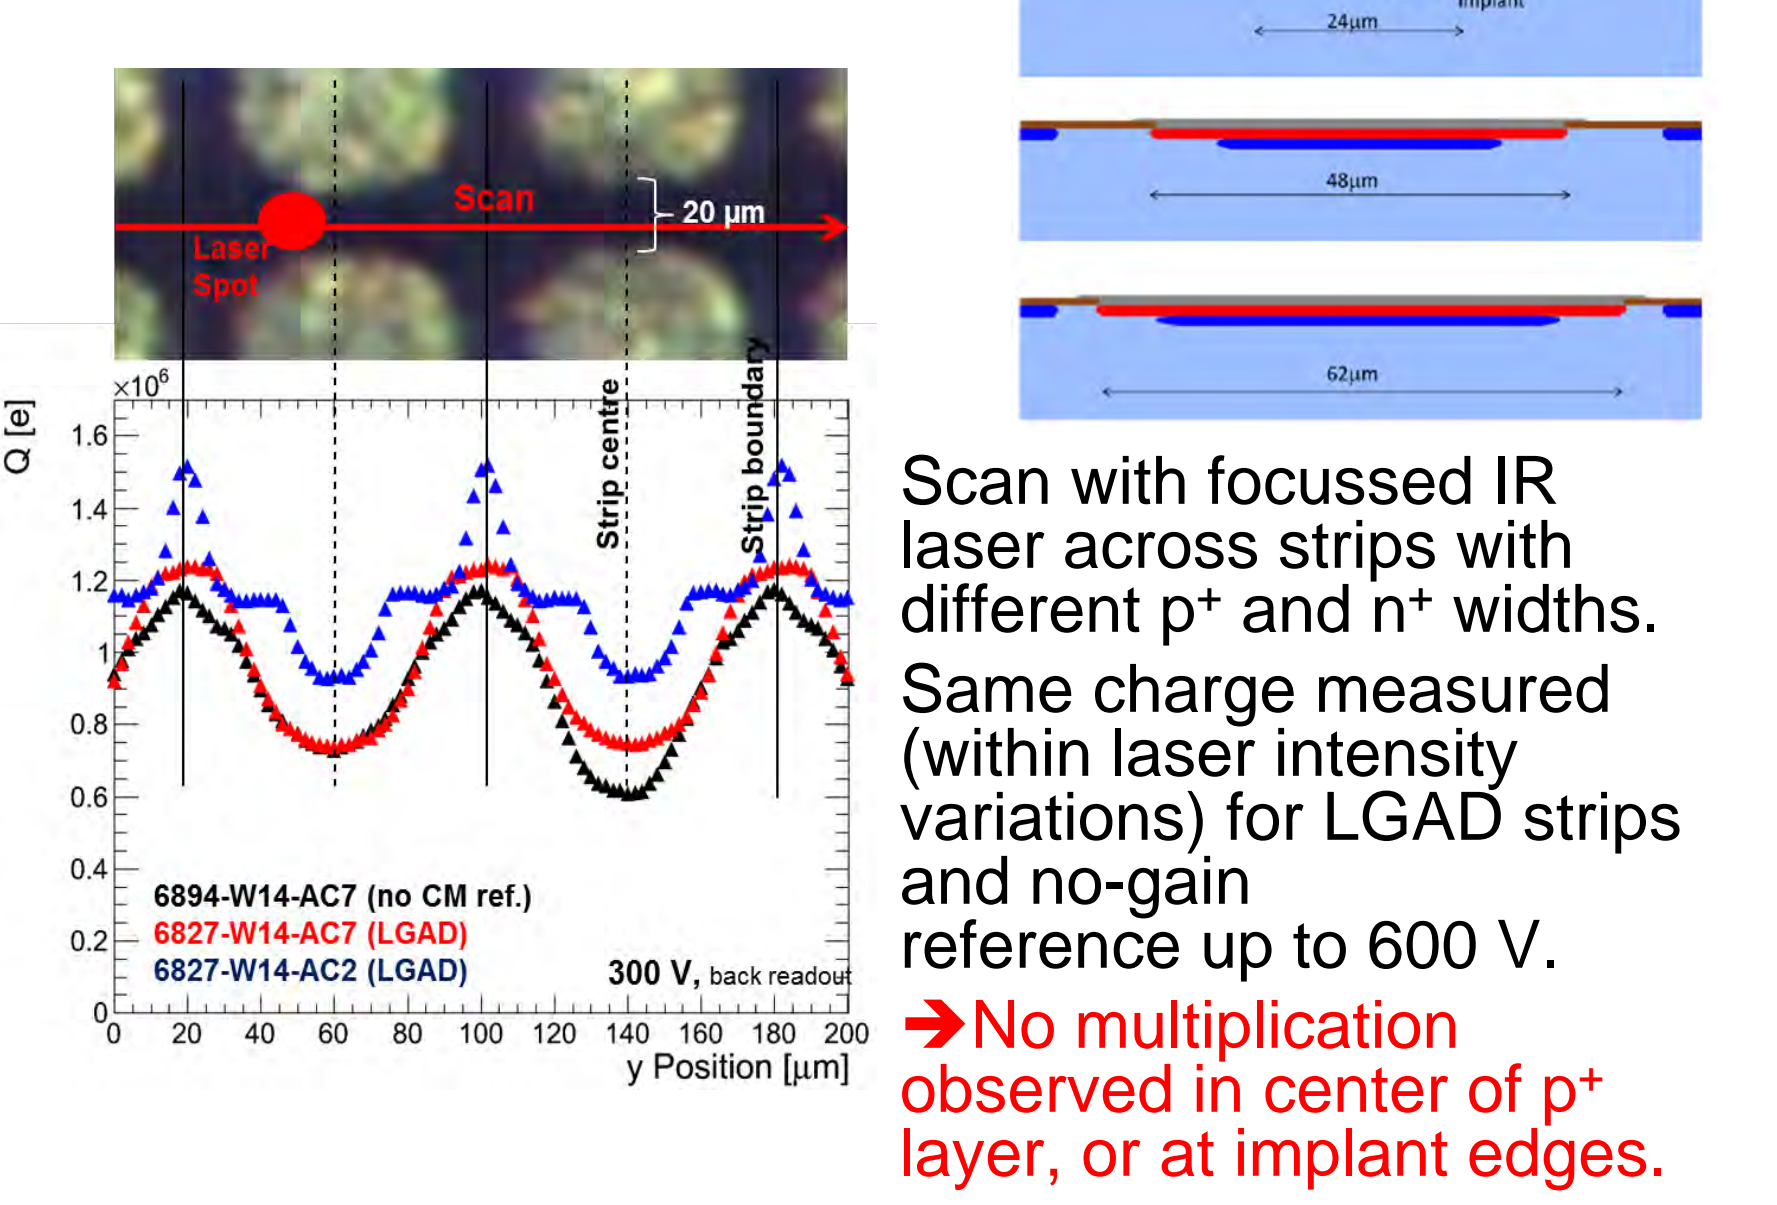 Implant
24µm
48µm
62µm
Scan
20 µm
Laser
Spot
×10⁶
Q [e]
Strip centre
Strip boundary
1.6
1.4
1.2
1
0.8
0.6
0.4
0.2
0
6894-W14-AC7 (no CM ref.)
6827-W14-AC7 (LGAD)
6827-W14-AC2 (LGAD)
300 V, back readout
0 20 40 60 80 100 120 140 160 180 200
y Position [µm]
Scan with focussed IR
laser across strips with
different p⁺ and n⁺ widths.
Same charge measured
(within laser intensity
variations) for LGAD strips
and no-gain
reference up to 600 V.
➔No multiplication
observed in center of p⁺
layer, or at implant edges.